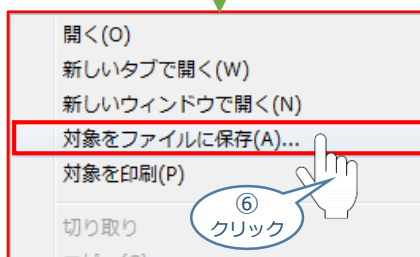 開く(O)
新しいタブで開く(W)
新しいウィンドウで開く(N)
対象をファイルに保存(A)...
対象を印刷(P)
⑥
クリック
切り取り